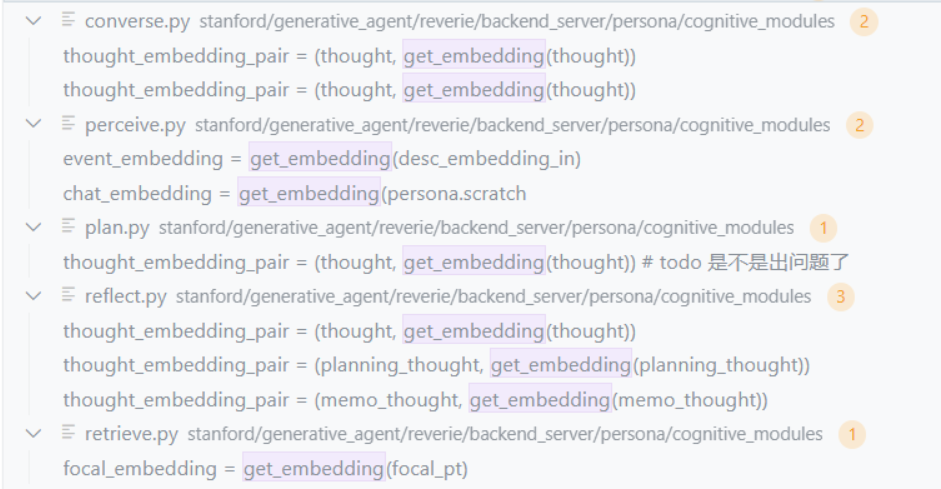 converse.py stanford/generative_agent/reverie/backend_server/persona/cognitive_modules 2
thought_embedding_pair = (thought, get_embedding(thought))
thought_embedding_pair = (thought, get_embedding(thought))
perceive.py stanford/generative_agent/reverie/backend_server/persona/cognitive_modules 2
event_embedding = get_embedding(desc_embedding_in)
chat_embedding = get_embedding(persona.scratch
plan.py stanford/generative_agent/reverie/backend_server/persona/cognitive_modules 1
thought_embedding_pair = (thought, get_embedding(thought)) # todo 是不是出问题了
reflect.py stanford/generative_agent/reverie/backend_server/persona/cognitive_modules 3
thought_embedding_pair = (thought, get_embedding(thought))
thought_embedding_pair = (planning_thought, get_embedding(planning_thought))
thought_embedding_pair = (memo_thought, get_embedding(memo_thought))
retrieve.py stanford/generative_agent/reverie/backend_server/persona/cognitive_modules 1
focal_embedding = get_embedding(focal_pt)